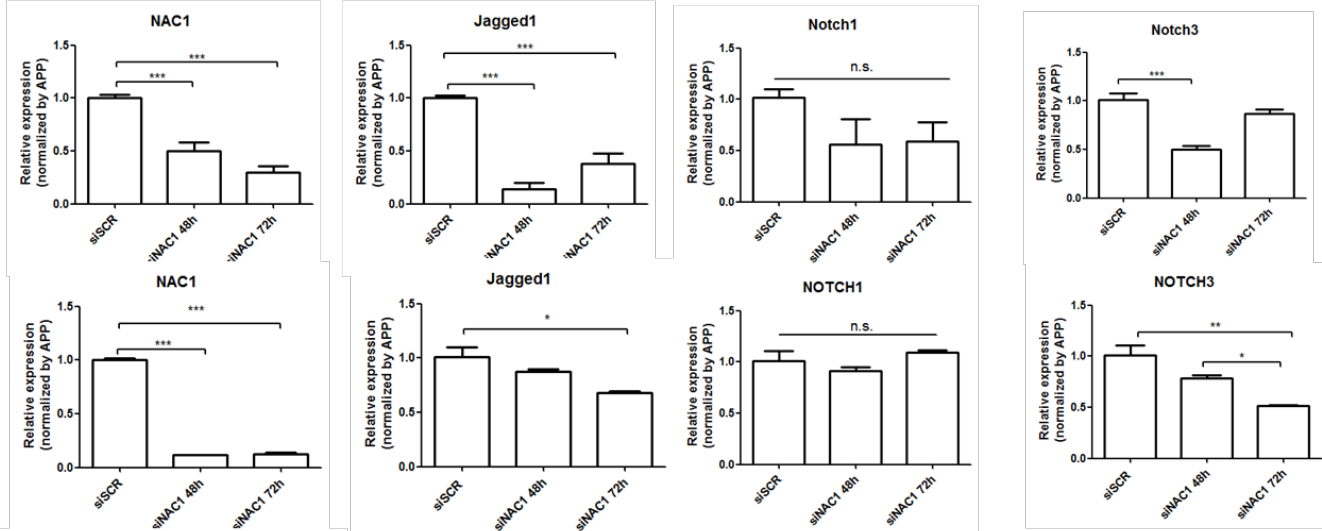 NAC1
Relative expression
(normalized by APP)
1.5
1.0
0.5
0.0
***
***
siSCR
siNAC1 48h
siNAC1 72h
Jagged1
Relative expression
(normalized by APP)
1.5
1.0
0.5
0.0
***
***
siSCR
siNAC1 48h
siNAC1 72h
Notch1
Relative expression
(normalized by APP)
1.5
1.0
0.5
0.0
n.s.
siSCR
siNAC1 48h
siNAC1 72h
Notch3
Relative expression
(normalized by APP)
1.5
1.0
0.5
0.0
***
siSCR
siNAC1 48h
siNAC1 72h
NAC1
Relative expression
(normalized by APP)
1.5
1.0
0.5
0.0
***
***
siSCR
siNAC1 48h
siNAC1 72h
Jagged1
Relative expression
(normalized by APP)
1.5
1.0
0.5
0.0
*
siSCR
siNAC1 48h
siNAC1 72h
NOTCH1
Relative expression
(normalized by APP)
1.5
1.0
0.5
0.0
n.s.
siSCR
siNAC1 48h
siNAC1 72h
NOTCH3
Relative expression
(normalized by APP)
1.5
1.0
0.5
0.0
**
*
siSCR
siNAC1 48h
siNAC1 72h